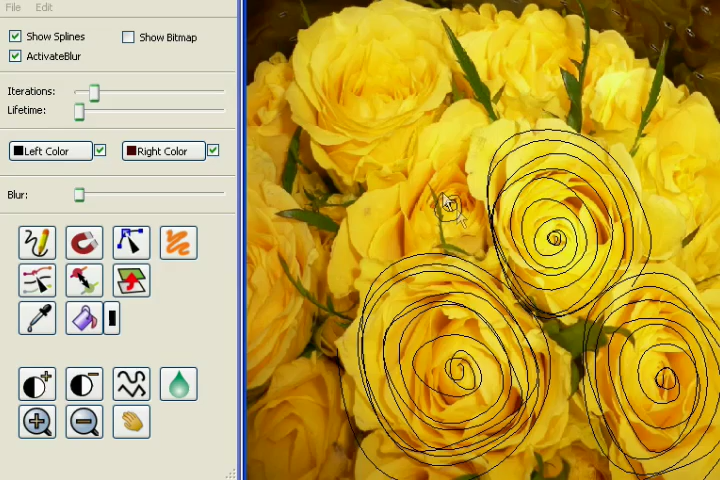 File Edit
Show Splines Show Bitmap
ActivateBlur
Iterations:
Lifetime:
Left Color Right Color
Blur: